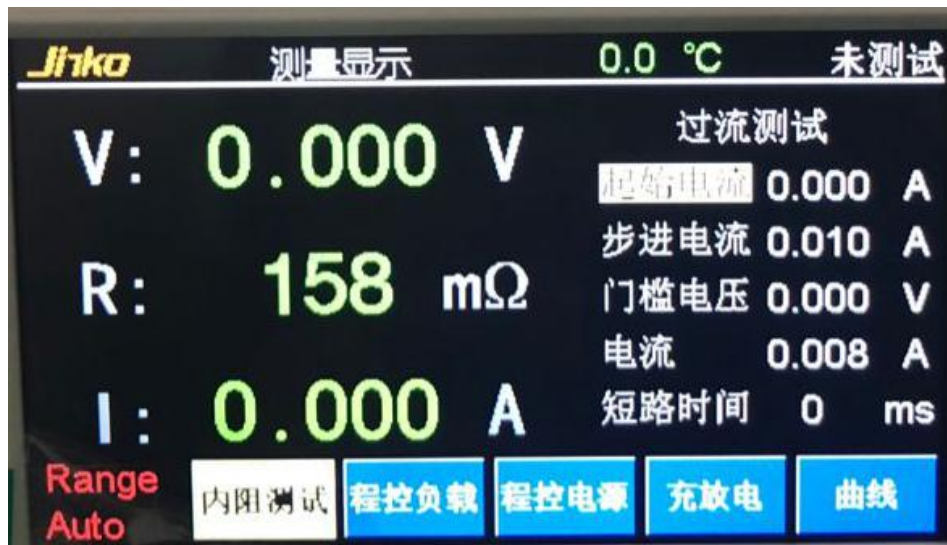 Jinko 测量显示 0.0 ℃ 未测试
V: 0.000 V
R: 158 mΩ
I: 0.000 A
过流测试
起始电流 0.000 A
步进电流 0.010 A
门槛电压 0.000 V
电流 0.008 A
短路时间 0 ms
Range
Auto
内阻测试 程控负载 程控电源 充放电 曲线